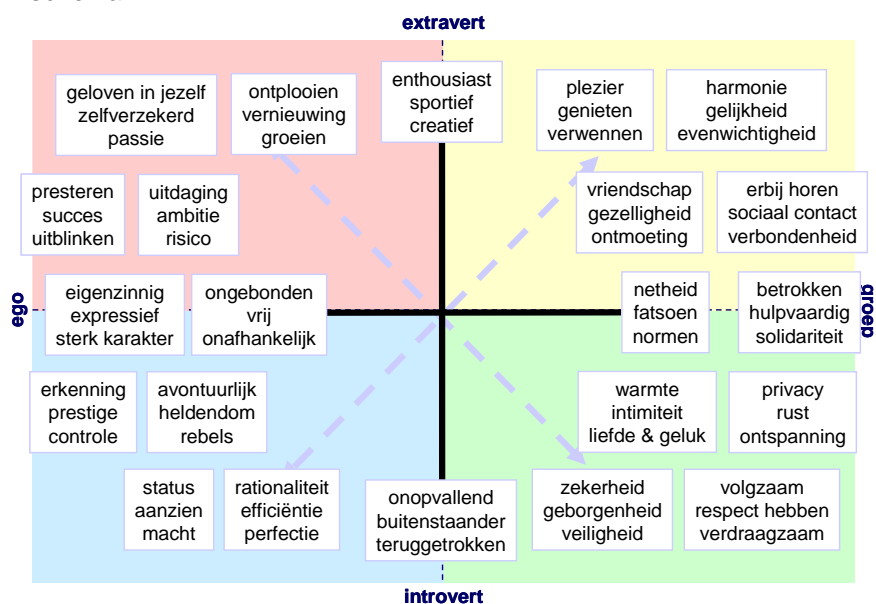 extravert
geloven in jezelf
zelfverzekerd
passie
ontplooien
vernieuwing
groeien
enthousiast
sportief
creatief
plezier
genieten
verwennen
harmonie
gelijkheid
evenwichtigheid
presteren
succes
uitblinken
uitdaging
ambitie
risico
vriendschap
gezelligheid
ontmoeting
erbij horen
sociaal contact
verbondenheid
ego
eigenzinnig
expressief
sterk karakter
ongebonden
vrij
onafhankelijk
netheid
fatsoen
normen
betrokken
hulpvaardig
solidariteit
groep
erkenning
prestige
controle
avontuurlijk
heldendom
rebels
warmte
intimiteit
liefde & geluk
privacy
rust
ontspanning
status
aanzien
macht
rationaliteit
efficiëntie
perfectie
onopvallend
buitenstaander
teruggetrokken
zekerheid
geborgenheid
veiligheid
volgzaam
respect hebben
verdraagzaam
introvert